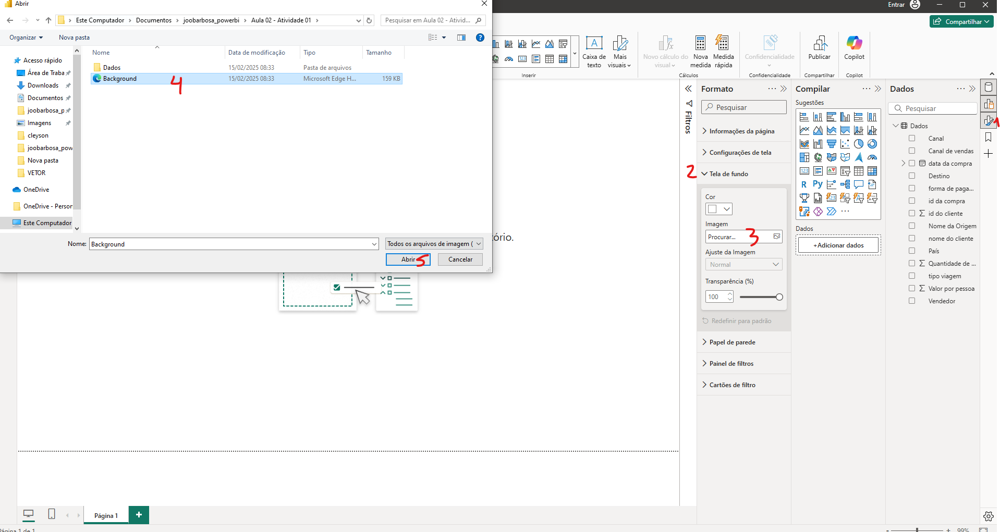 Abrir
Entrar
Este Computador > Documentos > joobarbosa_powerbi > Aula 02 - Atividade 01 >
Pesquisar em Aula 02 - Ativid...
Compartilhar
Organizar
Nova pasta
Nome
Data de modificação
Tipo
Tamanho
Dados
15/02/2025 08:33
Pasta de arquivos
Background
15/02/2025 08:33
Microsoft Edge H...
159 KB
4
Acesso rápido
Área de Traba
Downloads
Documentos
joobarbosa_p
Imagens
cleyson
joobarbosa_pow
Nova pasta
VETOR
OneDrive
OneDrive - Person
Este Computador
Nome:
Background
Todos os arquivos de imagem (
Abrir
5
Cancelar
Caixa de
texto
Mais
visuais
Inserir
Novo cálculo do
visual
Nova
medida
Medida
rápida
Cálculos
Confidencialidade
Confidencialidade
Publicar
Compartilhar
Copilot
Copilot
ório.
Filtros
Formato
Pesquisar
Informações da página
Configurações de tela
2
Tela de fundo
Cor
Imagem
Procurar...
3
Ajuste da Imagem
Normal
Transparência (%)
100
Redefinir para padrão
Papel de parede
Painel de filtros
Cartões de filtro
Compilar
Sugestões
123
R
Py
Dados
+Adicionar dados
Dados
Pesquisar
1
Dados
Canal
Canal de vendas
data da compra
Destino
forma de paga...
id da compra
id do cliente
Nome da Origem
nome do cliente
País
Quantidade de ...
tipo viagem
Valor por pessoa
Vendedor
Página 1
Página 1 de 1
99%